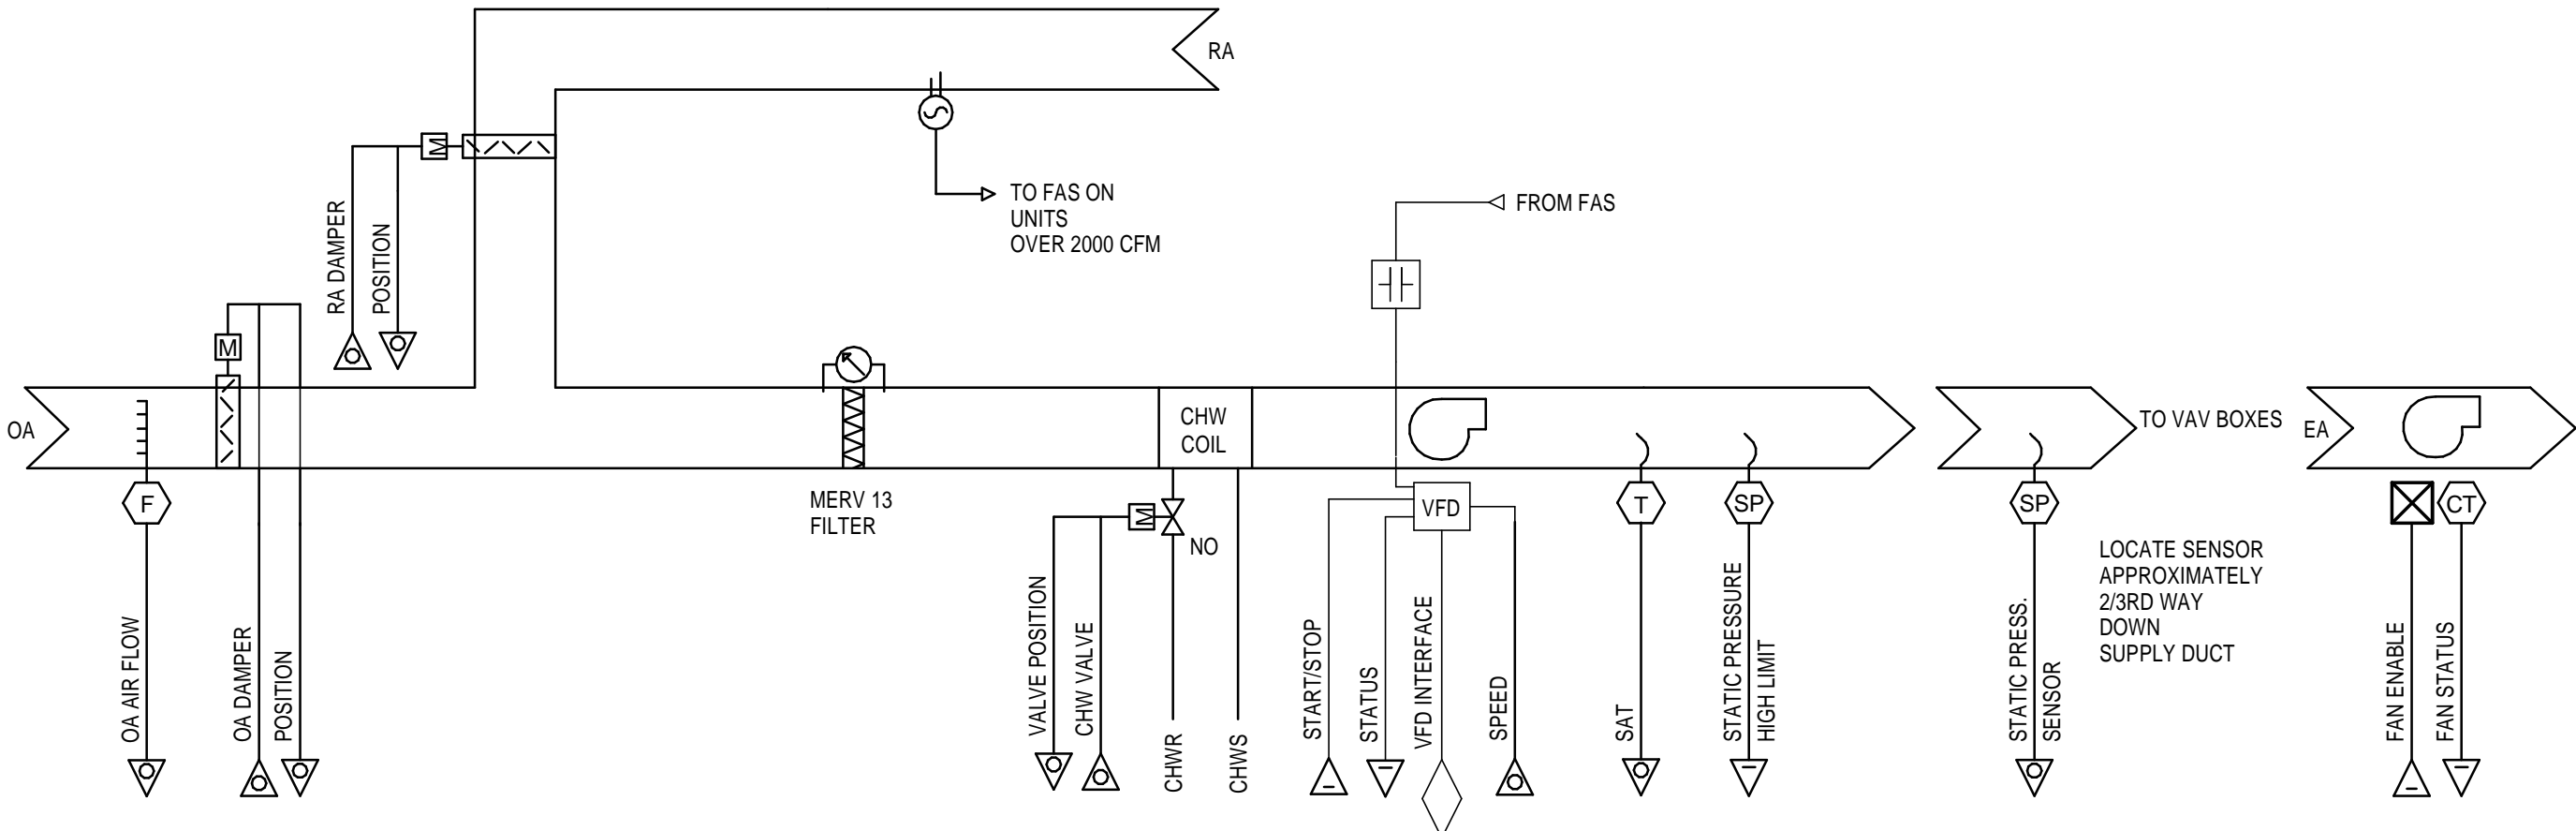 RA
M
RA DAMPER
POSITION
TO FAS ON
UNITS
OVER 2000 CFM
FROM FAS
M
OA
CHW
COIL
TO VAV BOXES
EA
F
MERV 13
FILTER
M
NO
VFD
T
SP
SP
CT
LOCATE SENSOR
APPROXIMATELY
2/3RD WAY
DOWN
SUPPLY DUCT
OA AIR FLOW
OA DAMPER
POSITION
VALVE POSITION
CHW VALVE
CHWR
CHWS
START/STOP
STATUS
VFD INTERFACE
SPEED
SAT
STATIC PRESSURE
HIGH LIMIT
STATIC PRESS.
SENSOR
FAN ENABLE
FAN STATUS